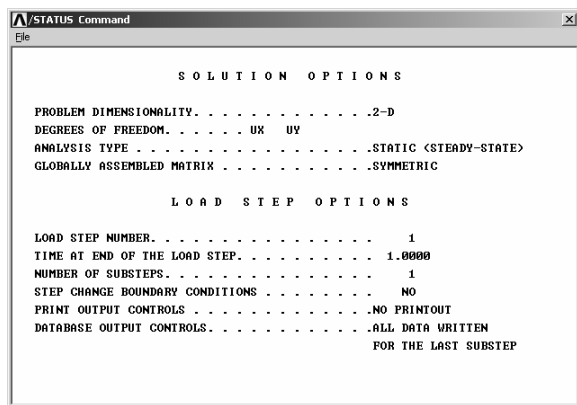 /STATUS Command
File
S O L U T I O N   O P T I O N S
PROBLEM DIMENSIONALITY. . . . . . . . . . . . .2-D
DEGREES OF FREEDOM. . . . . . UX   UY
ANALYSIS TYPE . . . . . . . . . . . . . . . . .STATIC (STEADY-STATE)
GLOBALLY ASSEMBLED MATRIX . . . . . . . . . . .SYMMETRIC
L O A D   S T E P   O P T I O N S
LOAD STEP NUMBER. . . . . . . . . . . . . . . .     1
TIME AT END OF THE LOAD STEP. . . . . . . . . .  1.0000
NUMBER OF SUBSTEPS. . . . . . . . . . . . . . .     1
STEP CHANGE BOUNDARY CONDITIONS . . . . . . . .    NO
PRINT OUTPUT CONTROLS . . . . . . . . . . . . .NO PRINTOUT
DATABASE OUTPUT CONTROLS. . . . . . . . . . . .ALL DATA WRITTEN
FOR THE LAST SUBSTEP